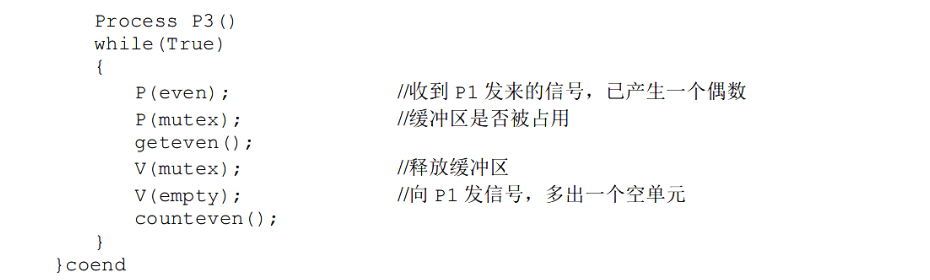 Process P3()
while(True)
{
P(even); //收到 P1 发来的信号，已产生一个偶数
P(mutex); //缓冲区是否被占用
geteven();
V(mutex); //释放缓冲区
V(empty); //向 P1 发信号，多出一个空单元
counteven();
}
}coend